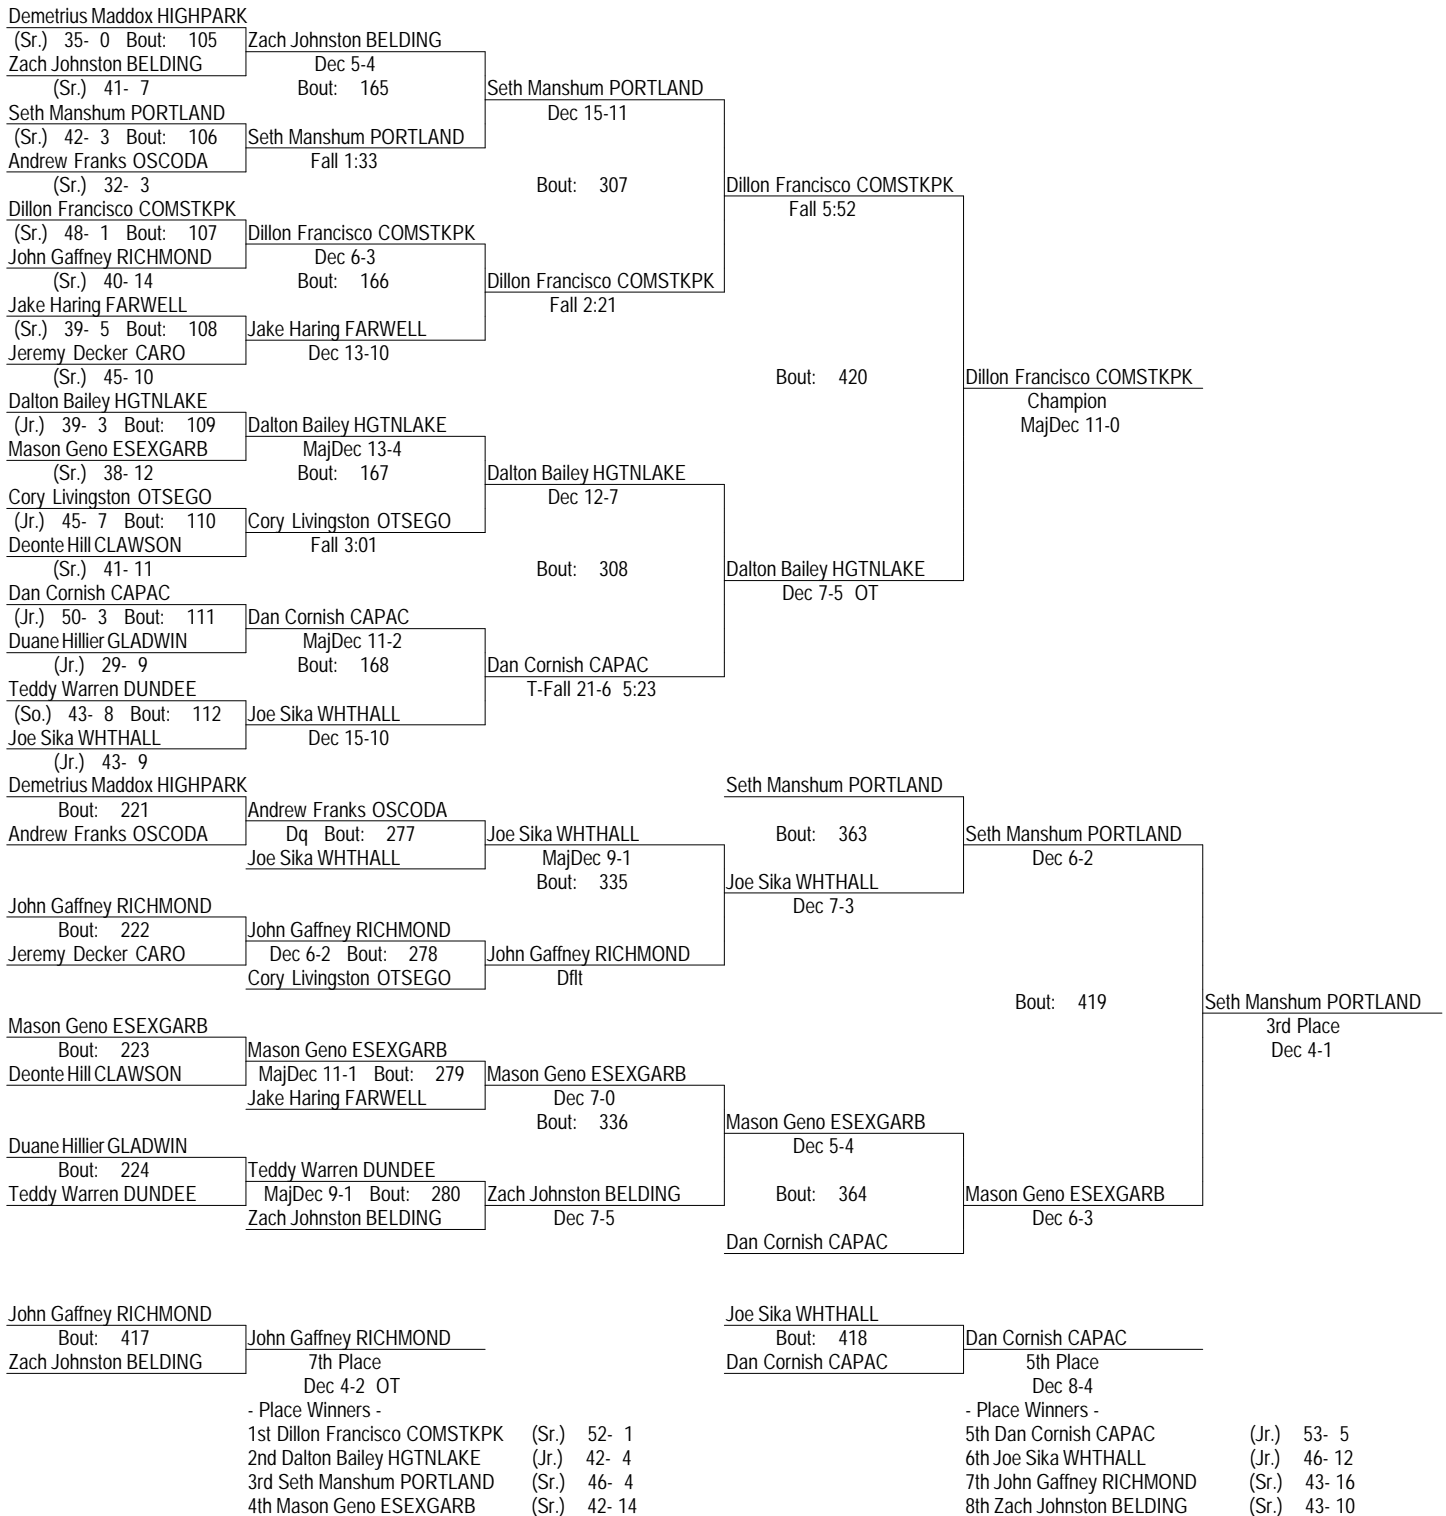 Demetrius Maddox HIGHPARK
(Sr.) 35- 0 Bout: 105 Zach Johnston BELDING
Zach Johnston BELDING Dec 5-4
(Sr.) 41- 7 Bout: 165 Seth Manshum PORTLAND
Seth Manshum PORTLAND Dec 15-11
(Sr.) 42- 3 Bout: 106 Seth Manshum PORTLAND
Andrew Franks OSCODA Fall 1:33
(Sr.) 32- 3 Bout: 307 Dillon Francisco COMSTKPK
Dillon Francisco COMSTKPK Fall 5:52
(Sr.) 48- 1 Bout: 107 Dillon Francisco COMSTKPK
John Gaffney RICHMOND Dec 6-3
(Sr.) 40- 14 Bout: 166 Dillon Francisco COMSTKPK
Jake Haring FARWELL Fall 2:21
(Sr.) 39- 5 Bout: 108 Jake Haring FARWELL
Jeremy Decker CARO Dec 13-10
(Sr.) 45- 10 Bout: 420 Dillon Francisco COMSTKPK
Dalton Bailey HGTNLAKE Champion
(Jr.) 39- 3 Bout: 109 Dalton Bailey HGTNLAKE MajDec 11-0
Mason Geno ESEXGARB MajDec 13-4
(Sr.) 38- 12 Bout: 167 Dalton Bailey HGTNLAKE
Cory Livingston OTSEGO Dec 12-7
(Jr.) 45- 7 Bout: 110 Cory Livingston OTSEGO
Deonte Hill CLAWSON Fall 3:01
(Sr.) 41- 11 Bout: 308 Dalton Bailey HGTNLAKE
Dan Cornish CAPAC Dec 7-5 OT
(Jr.) 50- 3 Bout: 111 Dan Cornish CAPAC
Duane Hillier GLADWIN MajDec 11-2
(Jr.) 29- 9 Bout: 168 Dan Cornish CAPAC
Teddy Warren DUNDEE T-Fall 21-6 5:23
(So.) 43- 8 Bout: 112 Joe Sika WHTHALL
Joe Sika WHTHALL Dec 15-10
(Jr.) 43- 9
Demetrius Maddox HIGHPARK Seth Manshum PORTLAND
Bout: 221 Andrew Franks OSCODA
Andrew Franks OSCODA Dq Bout: 277 Joe Sika WHTHALL Bout: 363 Seth Manshum PORTLAND
Joe Sika WHTHALL MajDec 9-1 Dec 6-2
Bout: 335 Joe Sika WHTHALL
John Gaffney RICHMOND Dec 7-3
Bout: 222 John Gaffney RICHMOND
Jeremy Decker CARO Dec 6-2 Bout: 278 John Gaffney RICHMOND
Cory Livingston OTSEGO Dflt
Bout: 419 Seth Manshum PORTLAND
Mason Geno ESEXGARB 3rd Place
Bout: 223 Mason Geno ESEXGARB Dec 4-1
Deonte Hill CLAWSON MajDec 11-1 Bout: 279 Mason Geno ESEXGARB
Jake Haring FARWELL Dec 7-0
Bout: 336 Mason Geno ESEXGARB
Duane Hillier GLADWIN Dec 5-4
Bout: 224 Teddy Warren DUNDEE
Teddy Warren DUNDEE MajDec 9-1 Bout: 280 Zach Johnston BELDING Bout: 364 Mason Geno ESEXGARB
Zach Johnston BELDING Dec 7-5 Dec 6-3
Dan Cornish CAPAC
John Gaffney RICHMOND Joe Sika WHTHALL
Bout: 417 John Gaffney RICHMOND Bout: 418 Dan Cornish CAPAC
Zach Johnston BELDING 7th Place Dan Cornish CAPAC 5th Place
Dec 4-2 OT Dec 8-4
- Place Winners - - Place Winners -
1st Dillon Francisco COMSTKPK (Sr.) 52- 1 5th Dan Cornish CAPAC (Jr.) 53- 5
2nd Dalton Bailey HGTNLAKE (Jr.) 42- 4 6th Joe Sika WHTHALL (Jr.) 46- 12
3rd Seth Manshum PORTLAND (Sr.) 46- 4 7th John Gaffney RICHMOND (Sr.) 43- 16
4th Mason Geno ESEXGARB (Sr.) 42- 14 8th Zach Johnston BELDING (Sr.) 43- 10